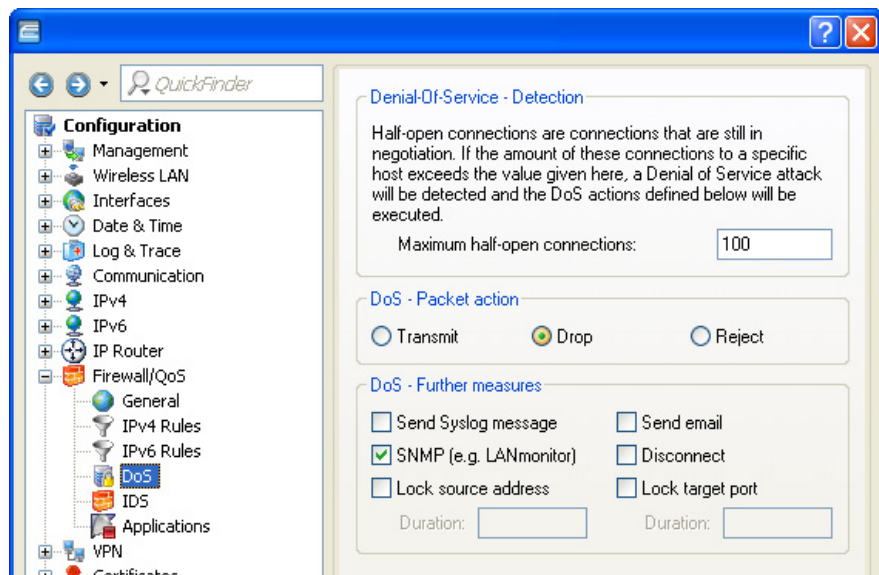 ?
QuickFinder
Configuration
Management
Wireless LAN
Interfaces
Date & Time
Log & Trace
Communication
IPv4
IPv6
IP Router
Firewall/QoS
General
IPv4 Rules
IPv6 Rules
DoS
IDS
Applications
VPN
Certificates
Denial-Of-Service - Detection
Half-open connections are connections that are still in
negotiation. If the amount of these connections to a specific
host exceeds the value given here, a Denial of Service attack
will be detected and the DoS actions defined below will be
executed.
Maximum half-open connections: 100
DoS - Packet action
Transmit Drop Reject
DoS - Further measures
Send Syslog message Send email
SNMP (e.g. LANmonitor) Disconnect
Lock source address Lock target port
Duration: Duration: